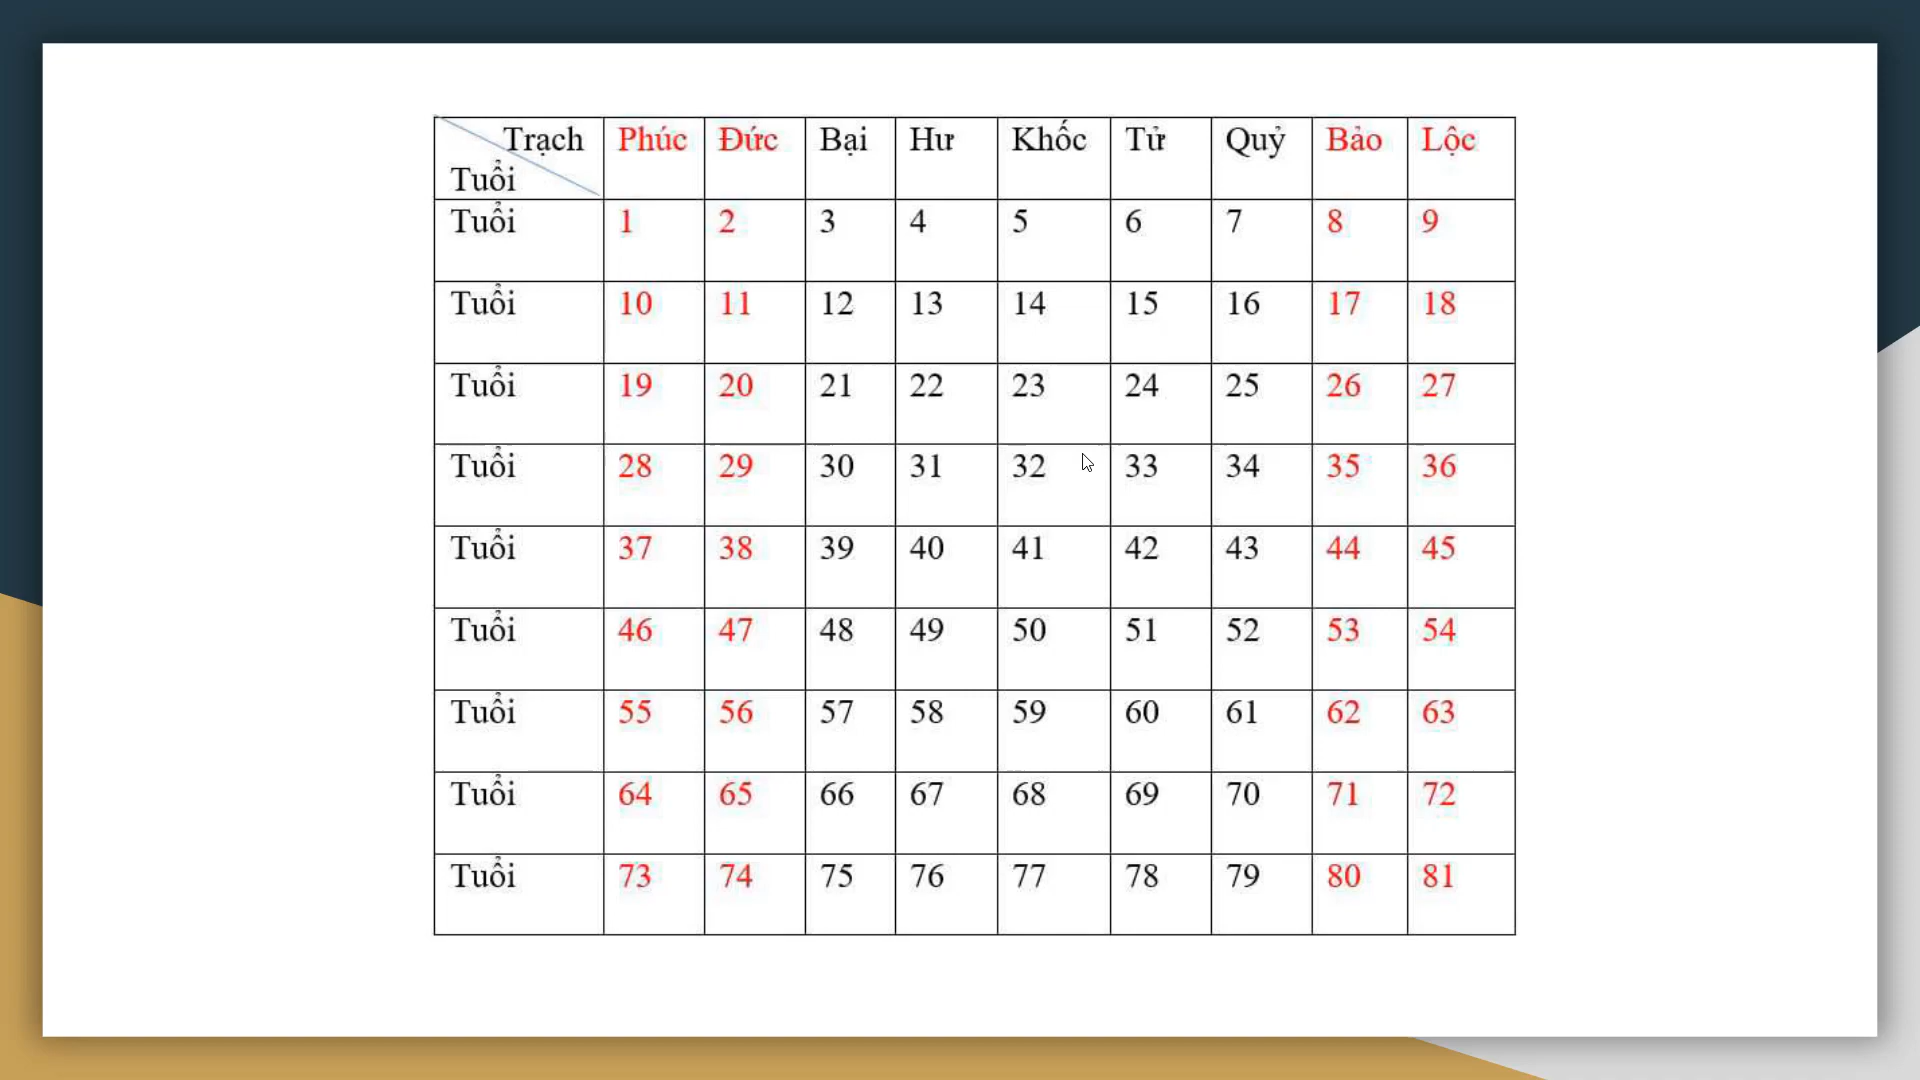 Trạch Phúc Đức Bại Hư Khốc Tử Quỷ Bảo Lộc
Tuổi
Tuổi 1 2 3 4 5 6 7 8 9
Tuổi 10 11 12 13 14 15 16 17 18
Tuổi 19 20 21 22 23 24 25 26 27
Tuổi 28 29 30 31 32 33 34 35 36
Tuổi 37 38 39 40 41 42 43 44 45
Tuổi 46 47 48 49 50 51 52 53 54
Tuổi 55 56 57 58 59 60 61 62 63
Tuổi 64 65 66 67 68 69 70 71 72
Tuổi 73 74 75 76 77 78 79 80 81